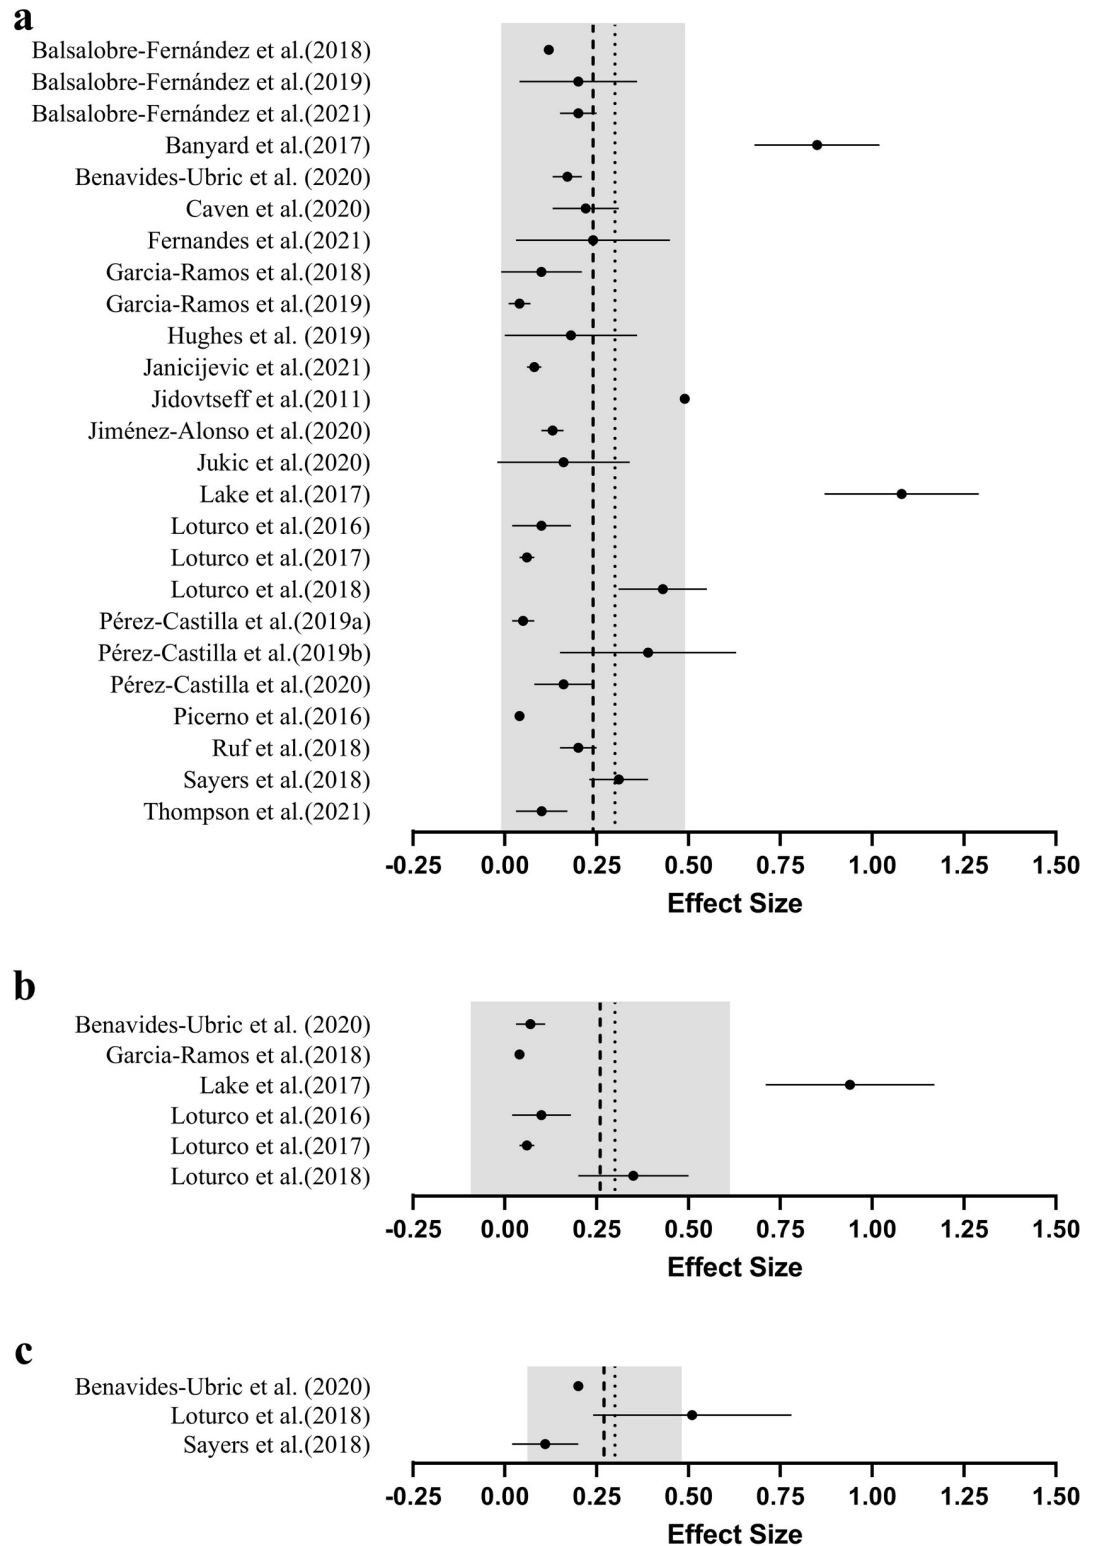 a
Balsalobre-Fernández et al.(2018)
Balsalobre-Fernández et al.(2019)
Balsalobre-Fernández et al.(2021)
Banyard et al.(2017)
Benavides-Ubric et al. (2020)
Caven et al.(2020)
Fernandes et al.(2021)
Garcia-Ramos et al.(2018)
Garcia-Ramos et al.(2019)
Hughes et al. (2019)
Janicijevic et al.(2021)
Jidovtseff et al.(2011)
Jiménez-Alonso et al.(2020)
Jukic et al.(2020)
Lake et al.(2017)
Loturco et al.(2016)
Loturco et al.(2017)
Loturco et al.(2018)
Pérez-Castilla et al.(2019a)
Pérez-Castilla et al.(2019b)
Pérez-Castilla et al.(2020)
Picerno et al.(2016)
Ruf et al.(2018)
Sayers et al.(2018)
Thompson et al.(2021)
-0.25 0.00 0.25 0.50 0.75 1.00 1.25 1.50
Effect Size
b
Benavides-Ubric et al. (2020)
Garcia-Ramos et al.(2018)
Lake et al.(2017)
Loturco et al.(2016)
Loturco et al.(2017)
Loturco et al.(2018)
-0.25 0.00 0.25 0.50 0.75 1.00 1.25 1.50
Effect Size
c
Benavides-Ubric et al. (2020)
Loturco et al.(2018)
Sayers et al.(2018)
-0.25 0.00 0.25 0.50 0.75 1.00 1.25 1.50
Effect Size